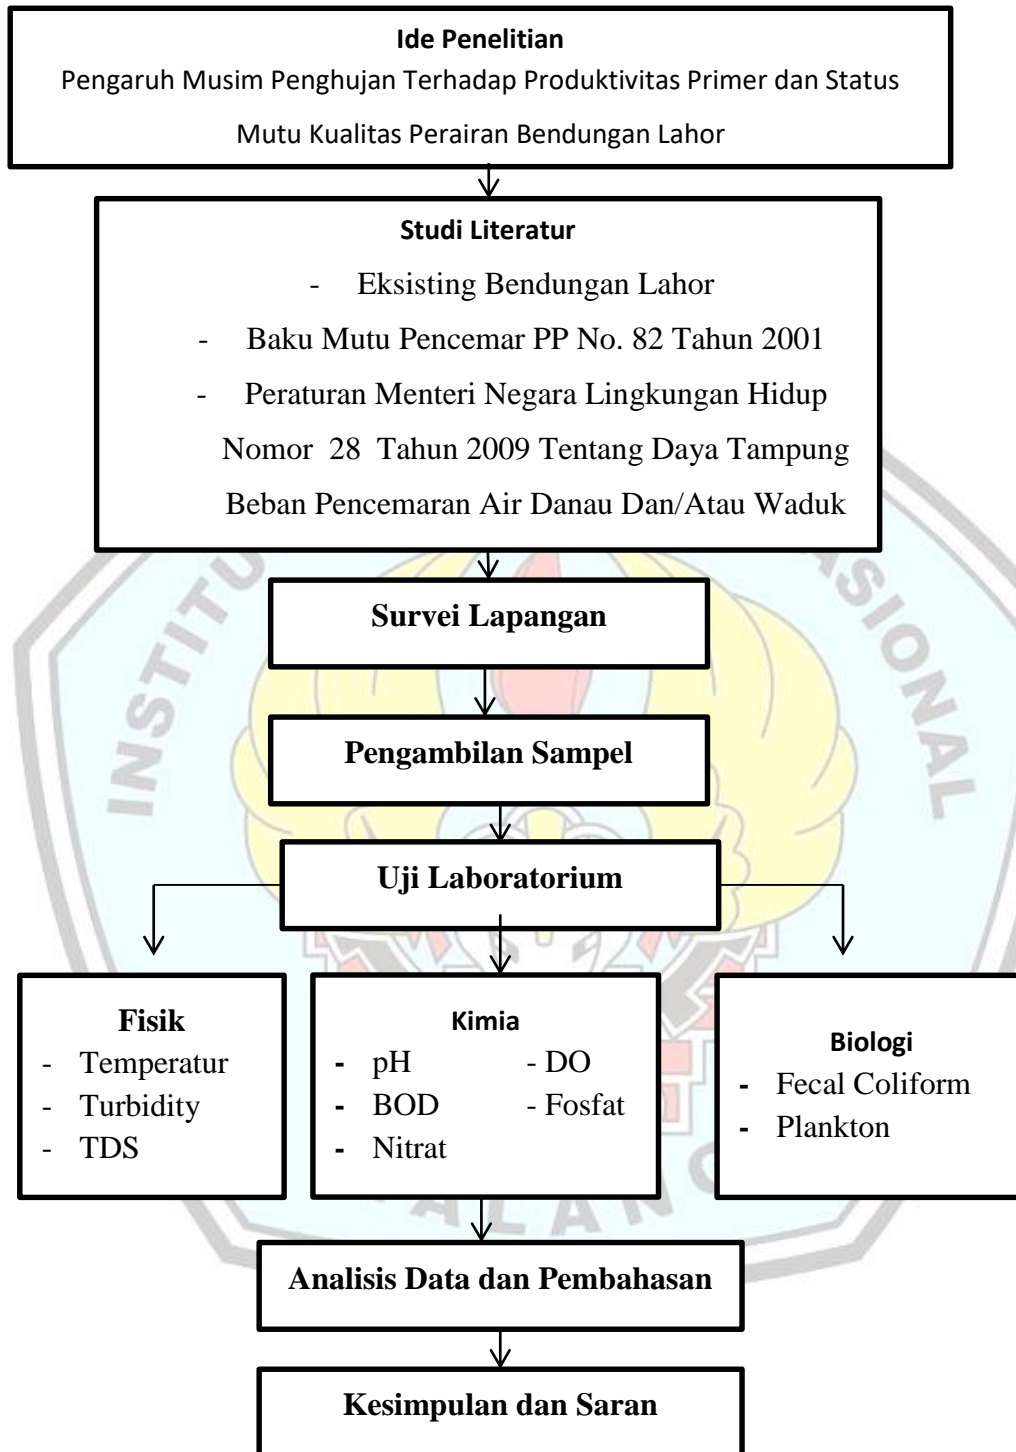 Ide Penelitian
Pengaruh Musim Penghujan Terhadap Produktivitas Primer dan Status
Mutu Kualitas Perairan Bendungan Lahor
Studi Literatur
- Eksisting Bendungan Lahor
- Baku Mutu Pencemar PP No. 82 Tahun 2001
- Peraturan Menteri Negara Lingkungan Hidup
Nomor 28 Tahun 2009 Tentang Daya Tampung
Beban Pencemaran Air Danau Dan/Atau Waduk
Survei Lapangan
Pengambilan Sampel
Uji Laboratorium
Fisik
- Temperatur
- Turbidity
- TDS
Kimia
- pH - DO
- BOD - Fosfat
- Nitrat
Biologi
- Fecal Coliform
- Plankton
Analisis Data dan Pembahasan
Kesimpulan dan Saran